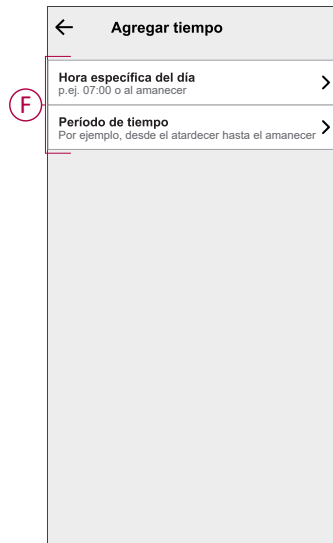 Agregar tiempo
Hora específica del día
p.ej. 07:00 o al amanecer
F
Período de tiempo
Por ejemplo, desde el atardecer hasta el amanecer